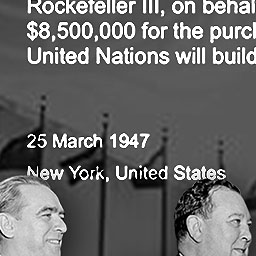 Rockefeller III, on behal
$8,500,000 for the purc
United Nations will build
25 March 1947
New York, United States